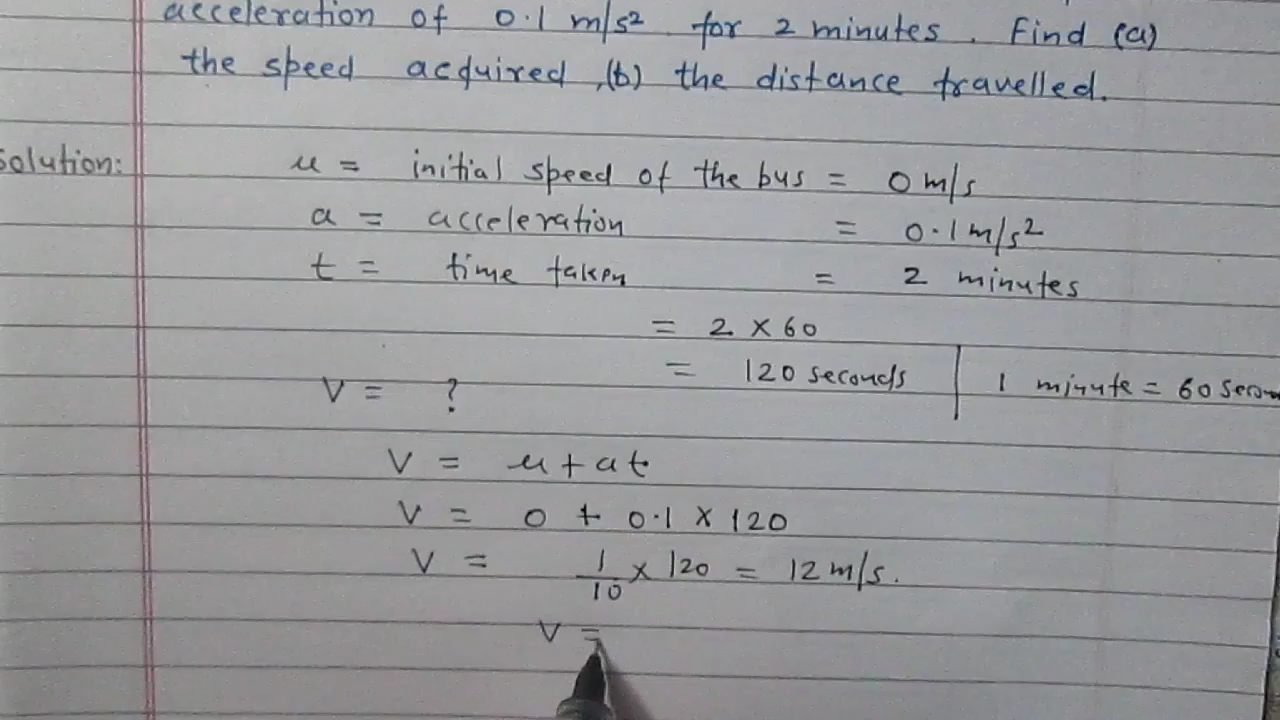 acceleration of 0.1 m/s² for 2 minutes. Find (a)
the speed acquired, (b) the distance travelled.
Solution: u = initial speed of the bus = 0 m/s
a = acceleration = 0.1 m/s²
t = time taken = 2 minutes
= 2 × 60
= 120 seconds | 1 minute = 60 secon
V = ?
V = u + at
V = 0 + 0.1 × 120
V = 1/10 × 120 = 12 m/s.
V =